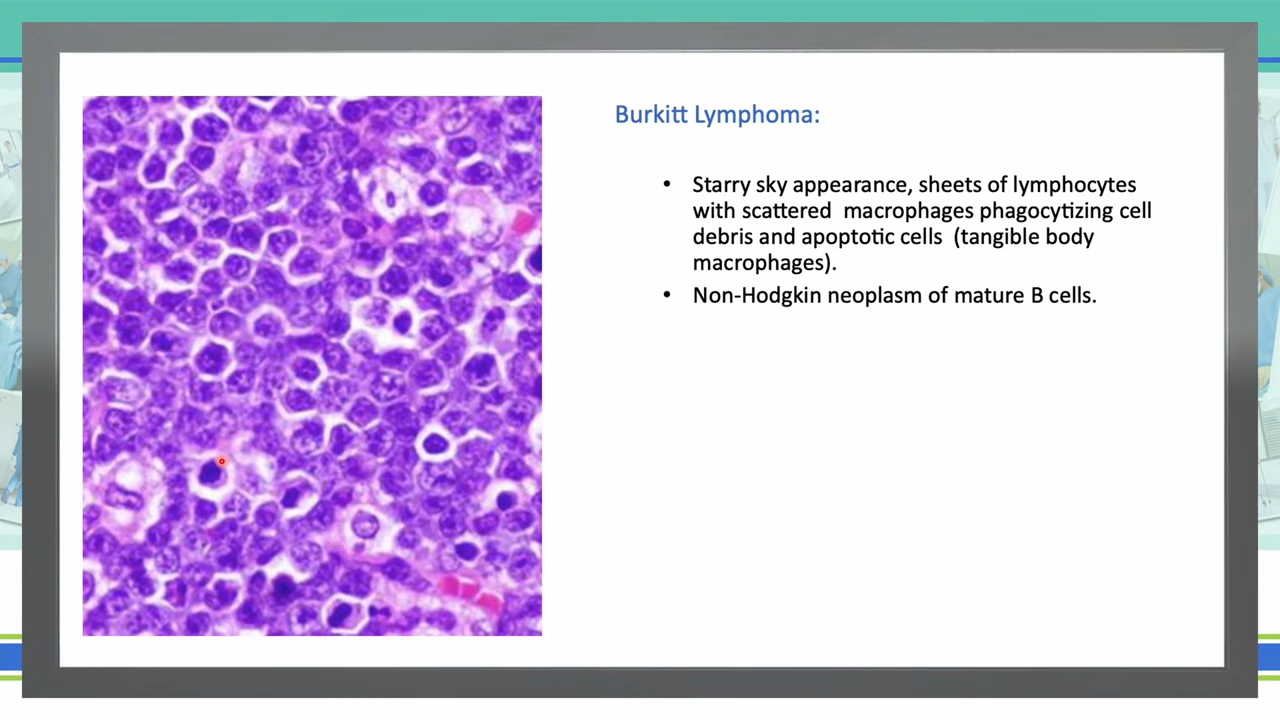 Burkitt Lymphoma:
• Starry sky appearance, sheets of lymphocytes
with scattered macrophages phagocytizing cell
debris and apoptotic cells (tangible body
macrophages).
• Non-Hodgkin neoplasm of mature B cells.